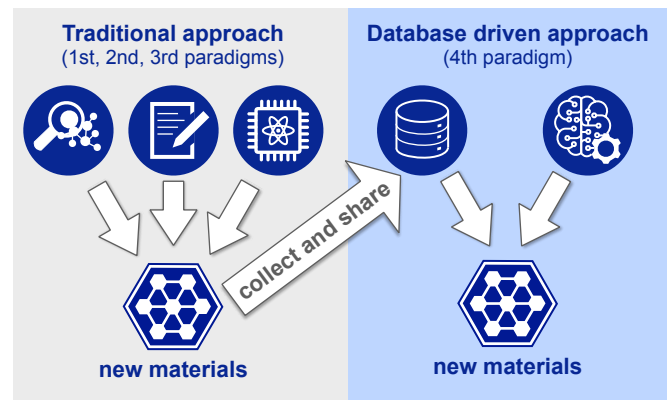 Traditional approach
(1st, 2nd, 3rd paradigms)
Database driven approach
(4th paradigm)
collect and share
new materials
new materials